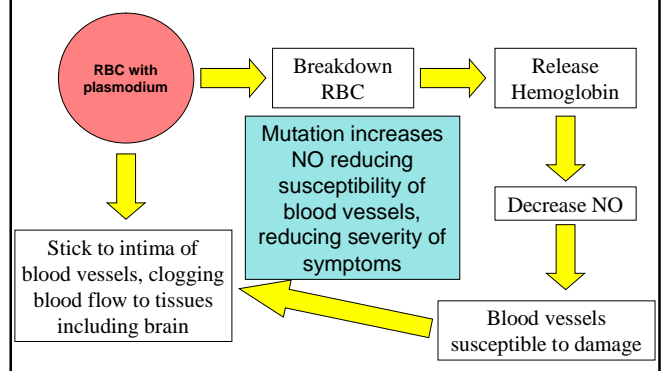 RBC with
plasmodium
Breakdown
RBC
Release
Hemoglobin
Mutation increases
NO reducing
susceptibility of
blood vessels,
reducing severity of
symptoms
Decrease NO
Stick to intima of
blood vessels, clogging
blood flow to tissues
including brain
Blood vessels
susceptible to damage